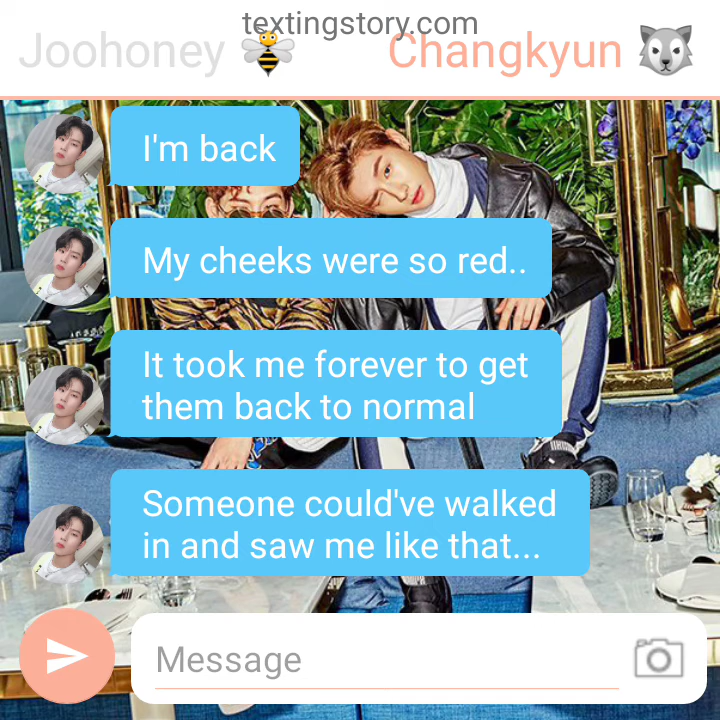 textingstory.com
Joohoney 🐝 Changkyun 🐺
I'm back
My cheeks were so red..
It took me forever to get
them back to normal
Someone could've walked
in and saw me like that...
Message